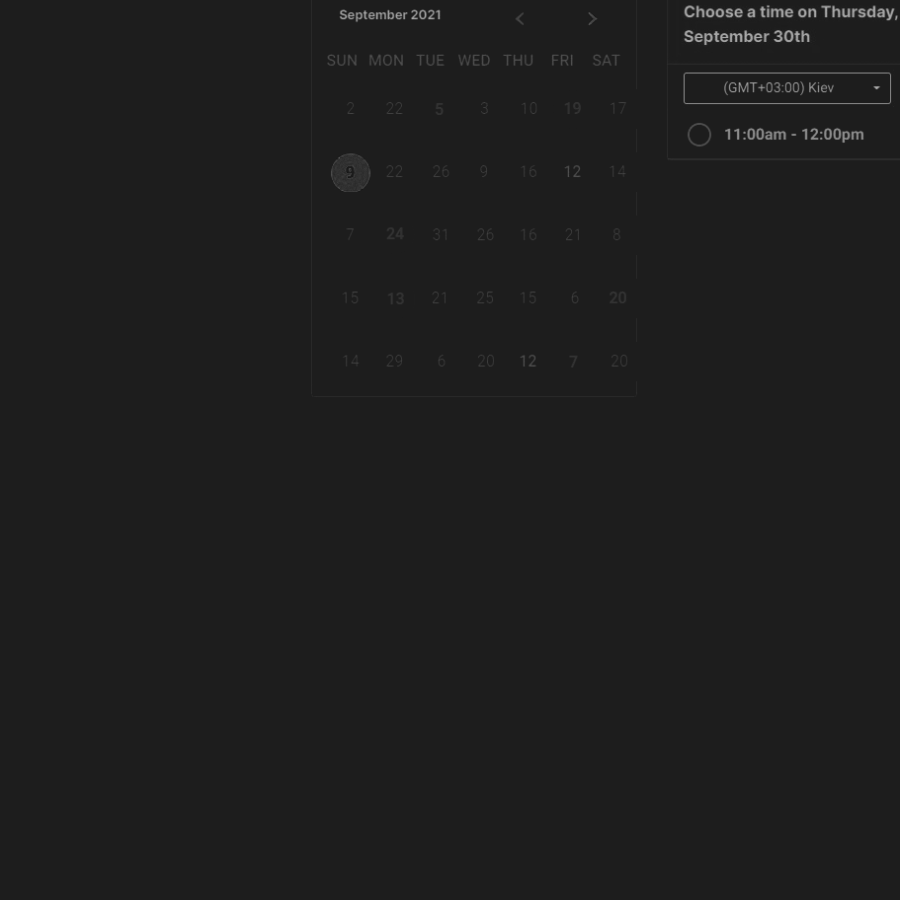 September 2021
SUN MON TUE WED THU FRI SAT
2 22 5 3 10 19 17
9 22 26 9 16 12 14
7 24 31 26 16 21 8
15 13 21 25 15 6 20
14 29 6 20 12 7 20
Choose a time on Thursday,
September 30th
(GMT+03:00) Kiev
11:00am - 12:00pm